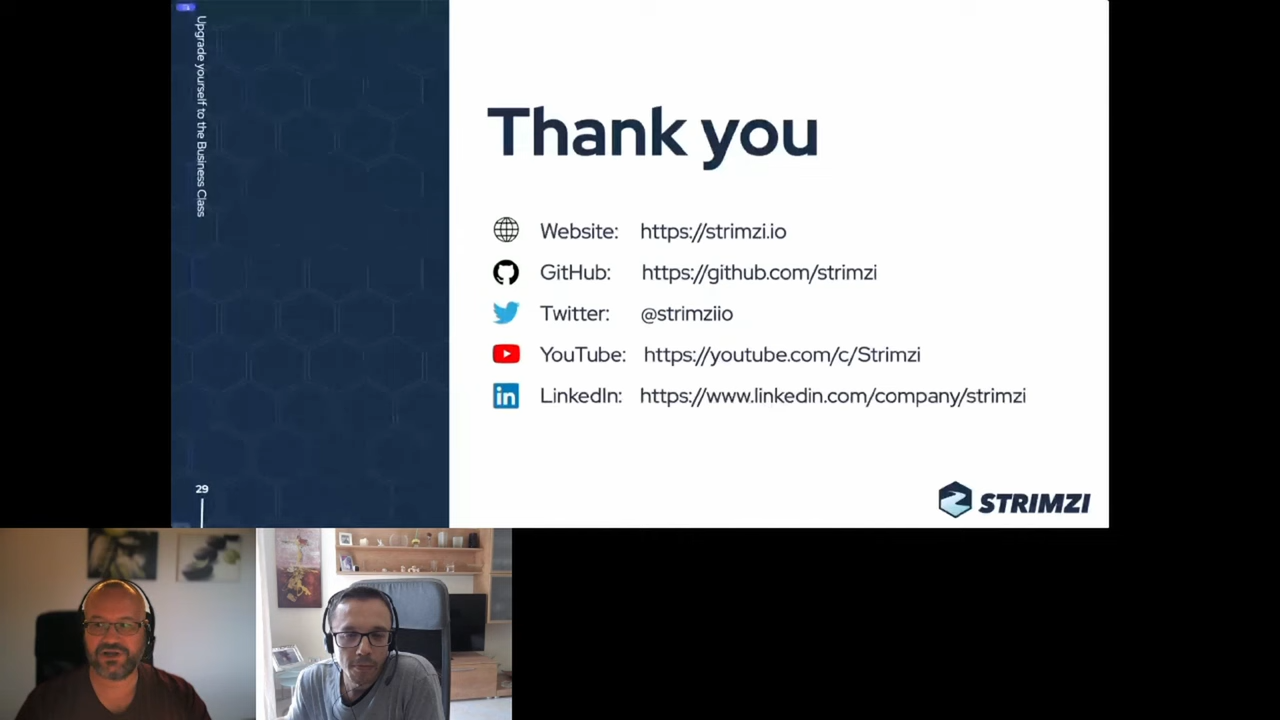 Upgrade yourself to the Business Class
Thank you
Website: https://strimzi.io
GitHub: https://github.com/strimzi
Twitter: @strimziio
YouTube: https://youtube.com/c/Strimzi
LinkedIn: https://www.linkedin.com/company/strimzi
29
STRIMZI